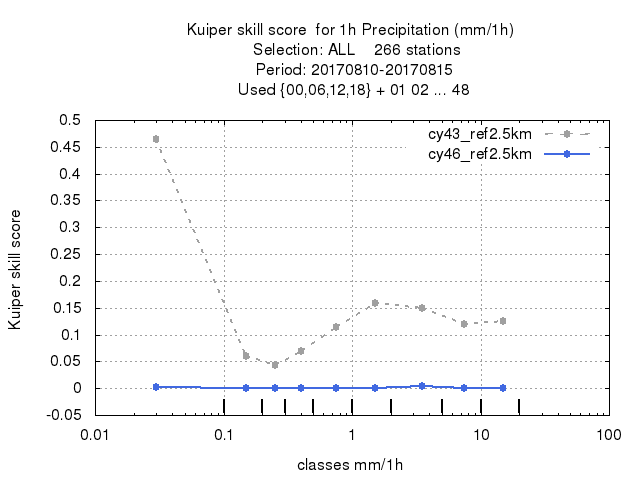 Kuiper skill score  for 1h Precipitation (mm/1h)
Selection: ALL    266 stations
Period: 20170810-20170815
Used {00,06,12,18} + 01 02 ... 48
cy43_ref2.5km
cy46_ref2.5km
0.5
0.45
0.4
0.35
0.3
0.25
0.2
0.15
0.1
0.05
0
-0.05
Kuiper skill score
0.01 0.1 1 10 100
classes mm/1h